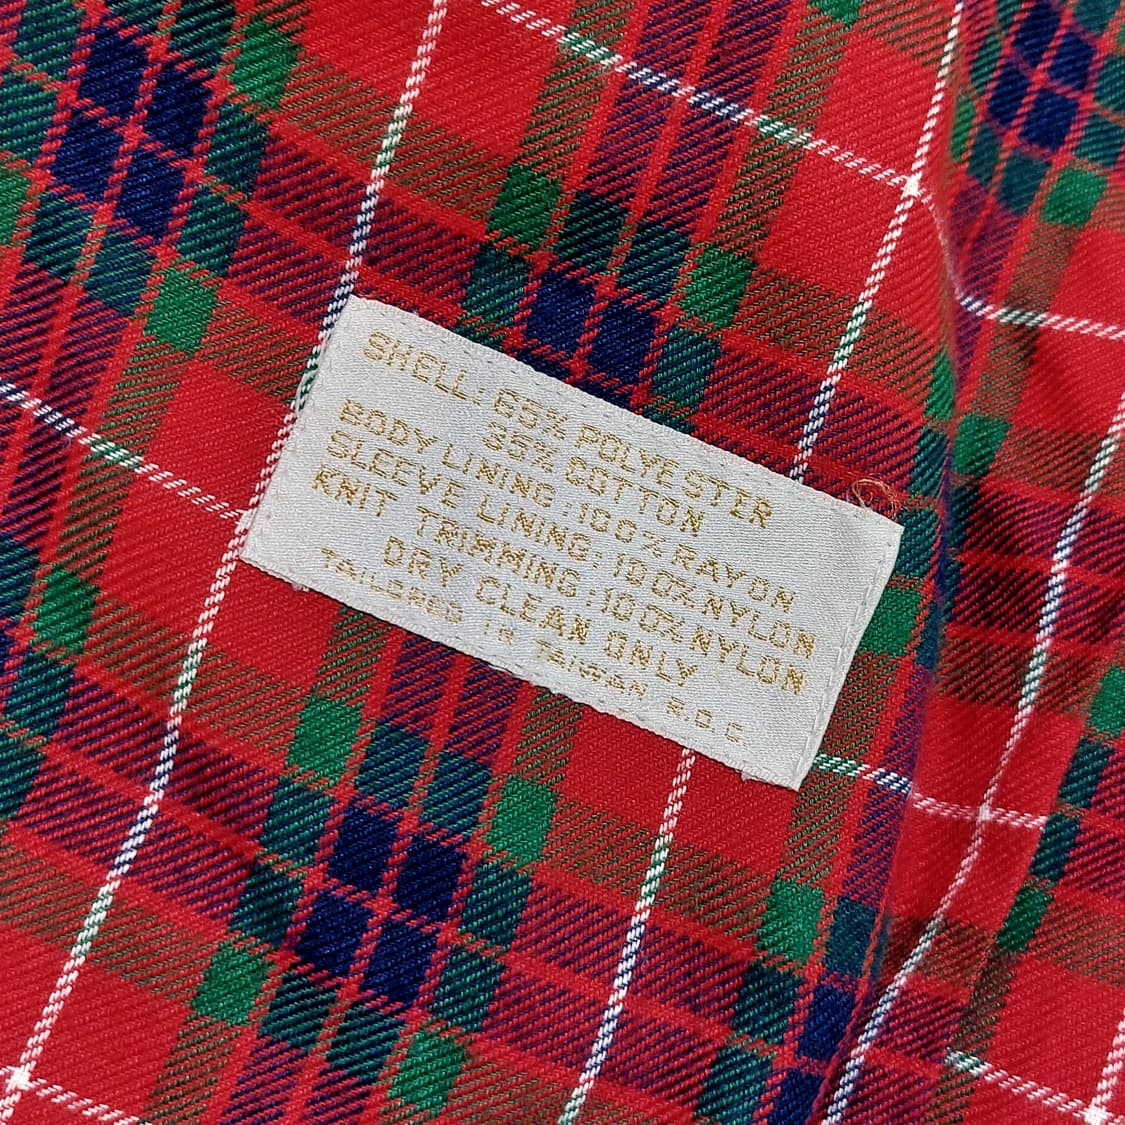 SHELL: 65% POLYESTER
35% COTTON
BODY LINING: 100% RAYON
SLEEVE LINING: 100% NYLON
KNIT TRIMMING: 100% NYLON
DRY CLEAN ONLY
TAILORED IN TAIWAN R.O.C.